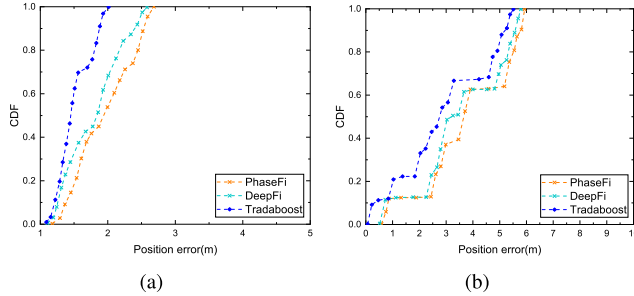 1.0
0.8
0.6
0.4
0.2
0.0
CDF
1 2 3 4 5
Position error(m)
PhaseFi
DeepFi
Tradaboost
(a)
1.0
0.8
0.6
0.4
0.2
0.0
CDF
0 1 2 3 4 5 6 7 8 9 1
Position error(m)
PhaseFi
DeepFi
Tradaboost
(b)